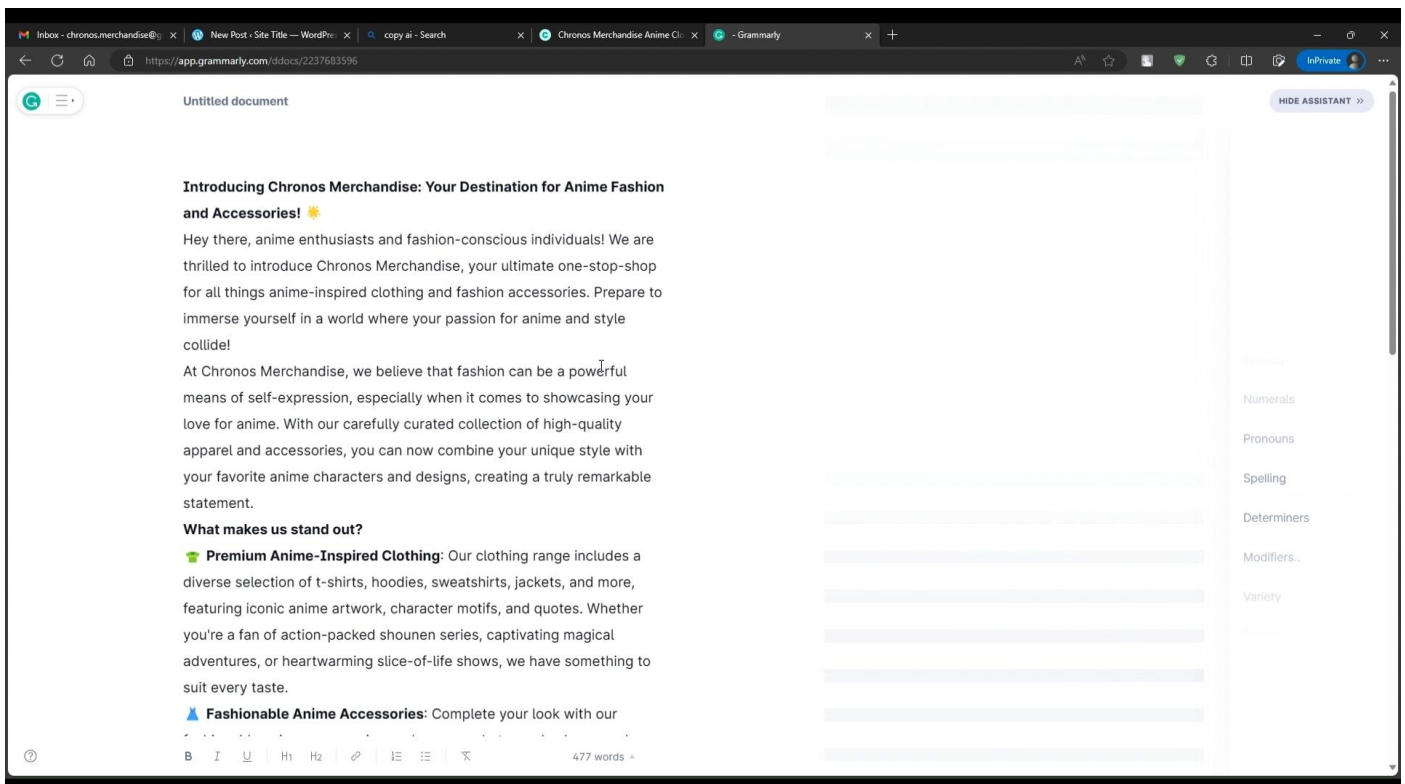 Inbox - chronos.merchandise@g
New Post ‹ Site Title — WordPre
copy ai - Search
Chronos Merchandise Anime Clo
- Grammarly
https://app.grammarly.com/ddocs/2237683596
InPrivate
Untitled document
HIDE ASSISTANT »
Introducing Chronos Merchandise: Your Destination for Anime Fashion
and Accessories! 🌟
Hey there, anime enthusiasts and fashion-conscious individuals! We are
thrilled to introduce Chronos Merchandise, your ultimate one-stop-shop
for all things anime-inspired clothing and fashion accessories. Prepare to
immerse yourself in a world where your passion for anime and style
collide!
At Chronos Merchandise, we believe that fashion can be a powerful
means of self-expression, especially when it comes to showcasing your
love for anime. With our carefully curated collection of high-quality
apparel and accessories, you can now combine your unique style with
your favorite anime characters and designs, creating a truly remarkable
statement.
What makes us stand out?
👕 Premium Anime-Inspired Clothing: Our clothing range includes a
diverse selection of t-shirts, hoodies, sweatshirts, jackets, and more,
featuring iconic anime artwork, character motifs, and quotes. Whether
you're a fan of action-packed shounen series, captivating magical
adventures, or heartwarming slice-of-life shows, we have something to
suit every taste.
👗 Fashionable Anime Accessories: Complete your look with our
Numerals
Pronouns
Spelling
Determiners
Modifiers..
Variety
B I U H1 H2
477 words